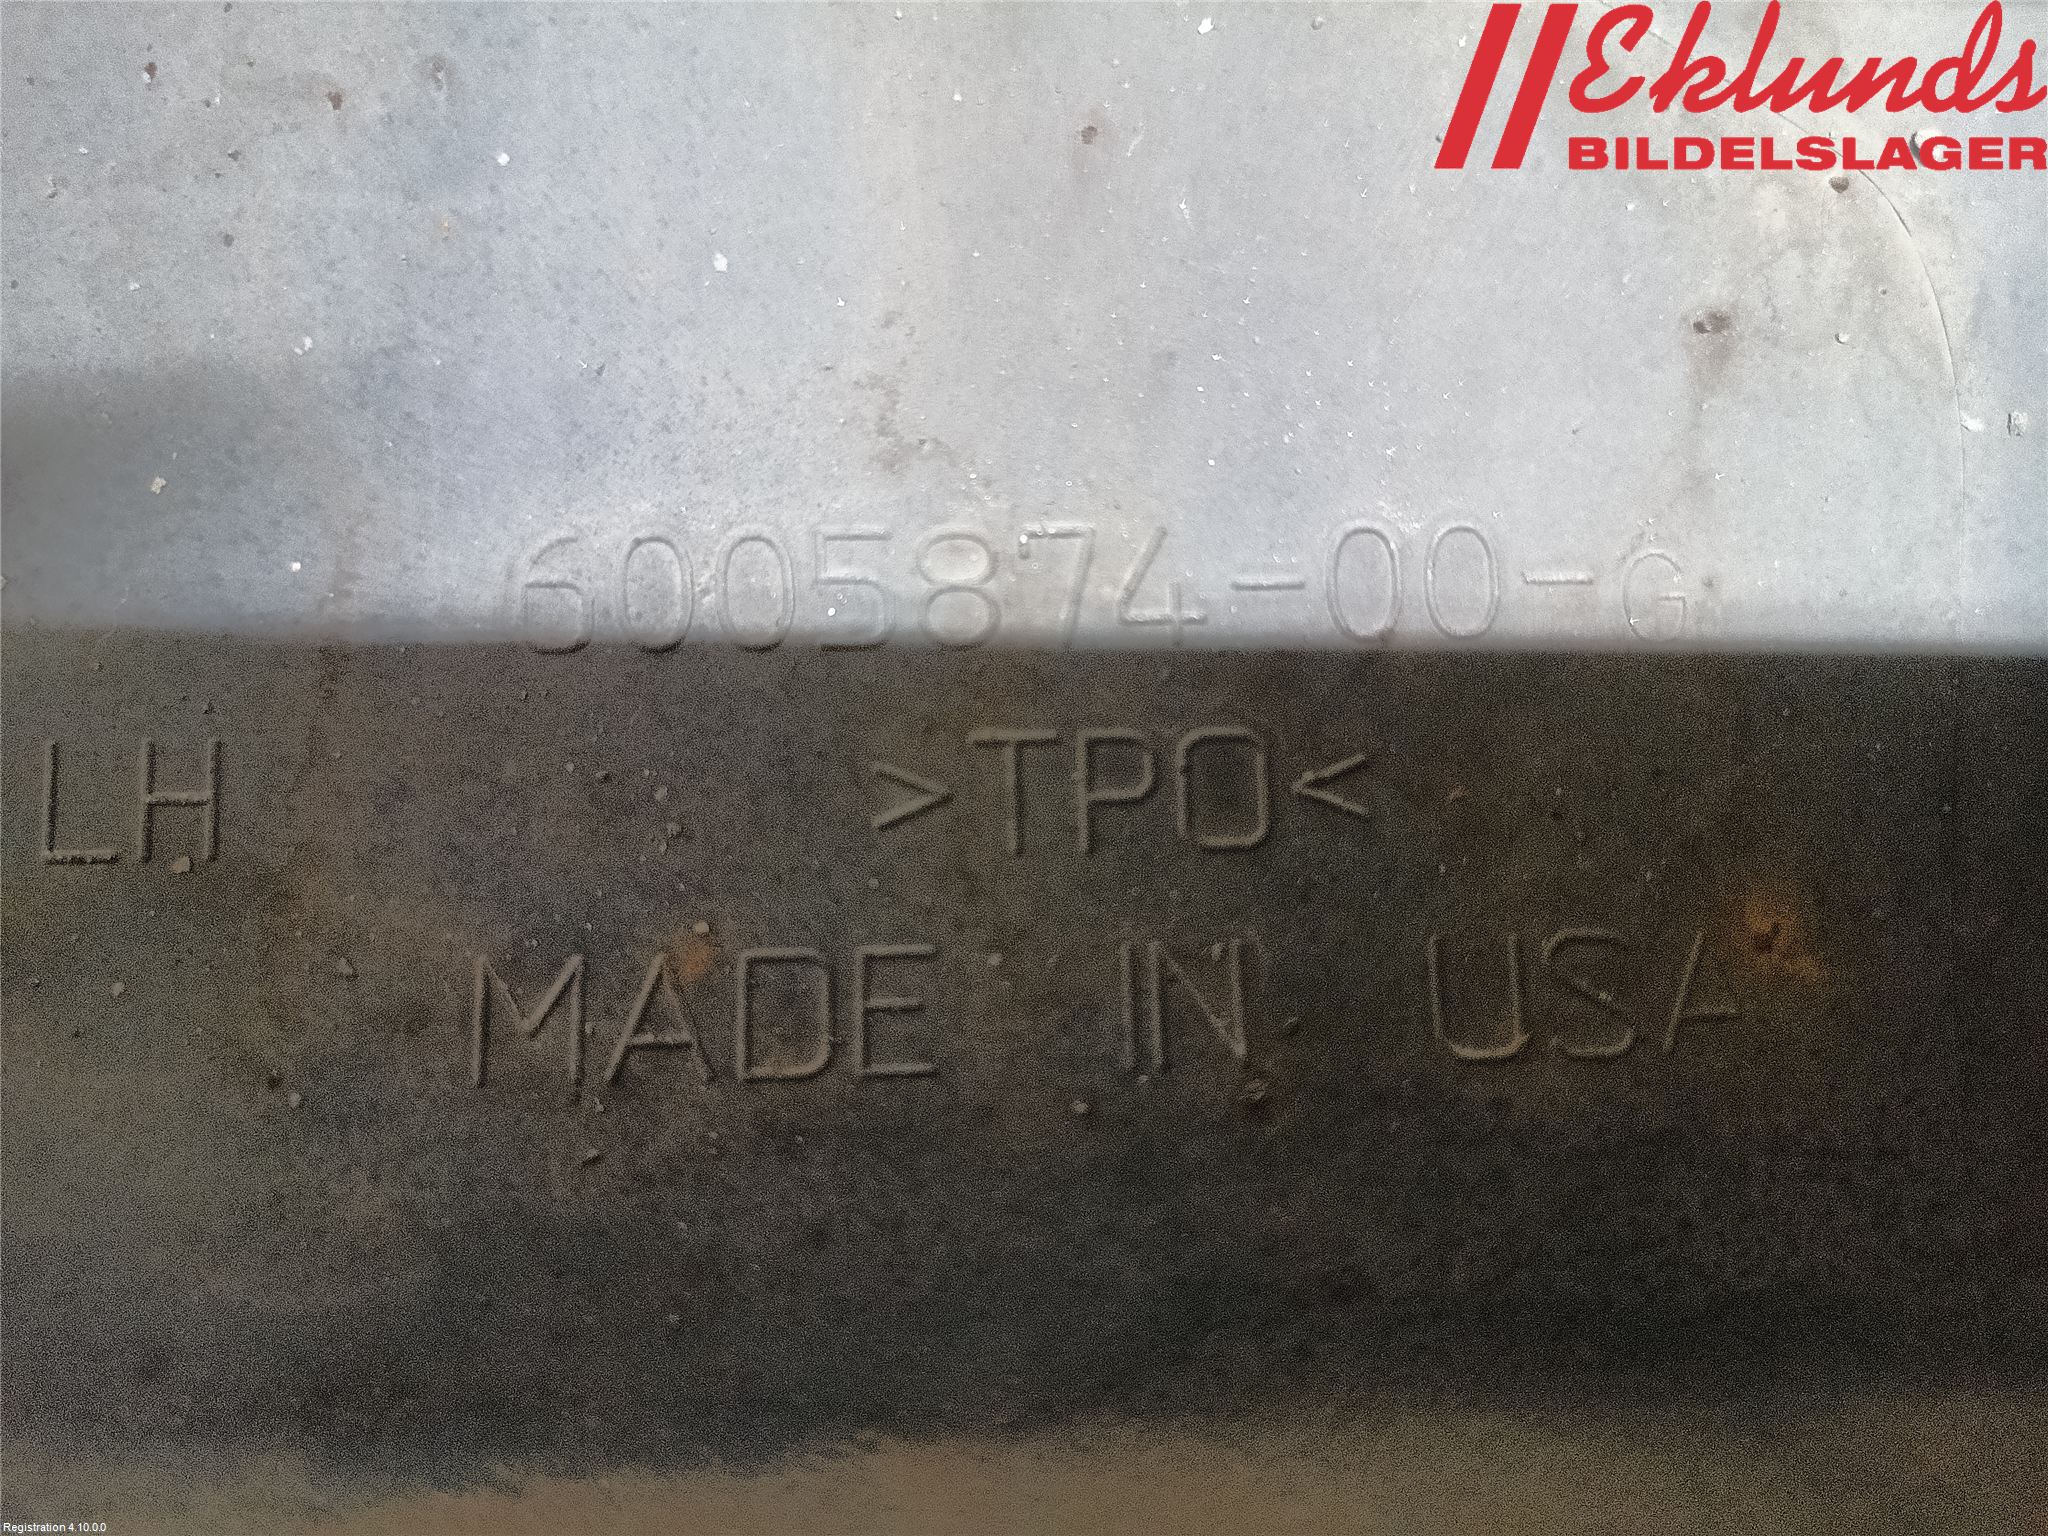 Eklunds
BILDELSLAGER
6005874-00-G
LH >TPO<
MADE IN USA
Registration 4.10.0.0